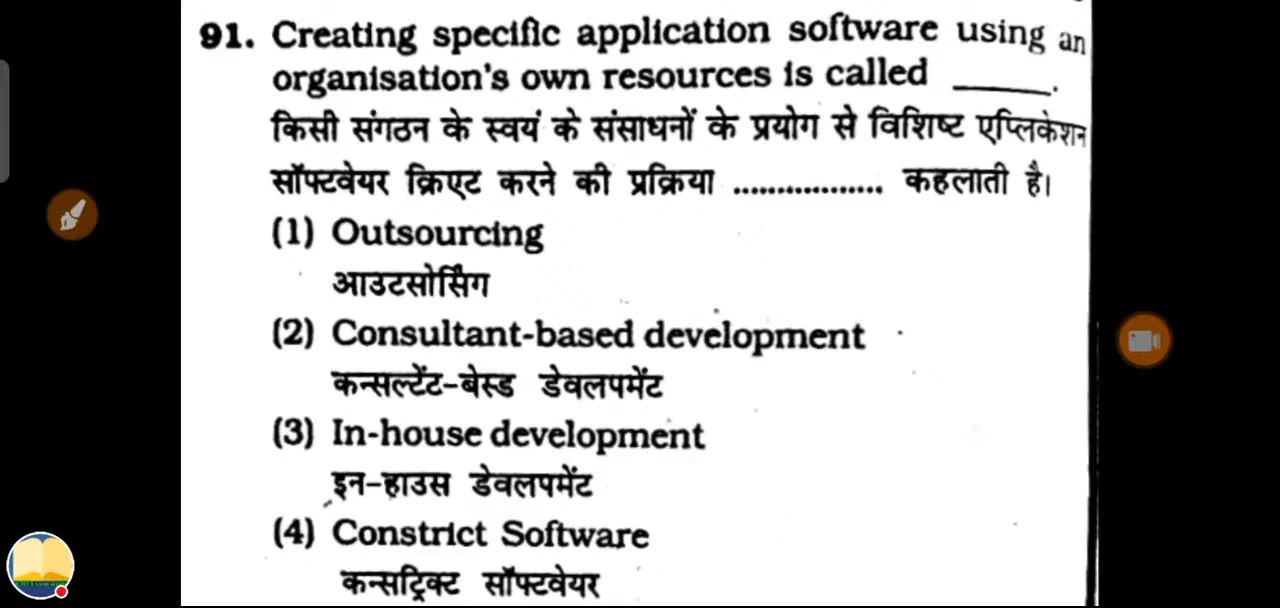 91. Creating specific application software using an
organisation's own resources is called ______.
किसी संगठन के स्वयं के संसाधनों के प्रयोग से विशिष्ट एप्लिकेशन
सॉफ्टवेयर क्रिएट करने की प्रक्रिया ................. कहलाती है।
(1) Outsourcing
आउटसोर्सिंग
(2) Consultant-based development
कन्सल्टेंट-बेस्ड डेवलपमेंट
(3) In-house development
इन-हाउस डेवलपमेंट
(4) Constrict Software
कन्सट्रिक्ट सॉफ्टवेयर